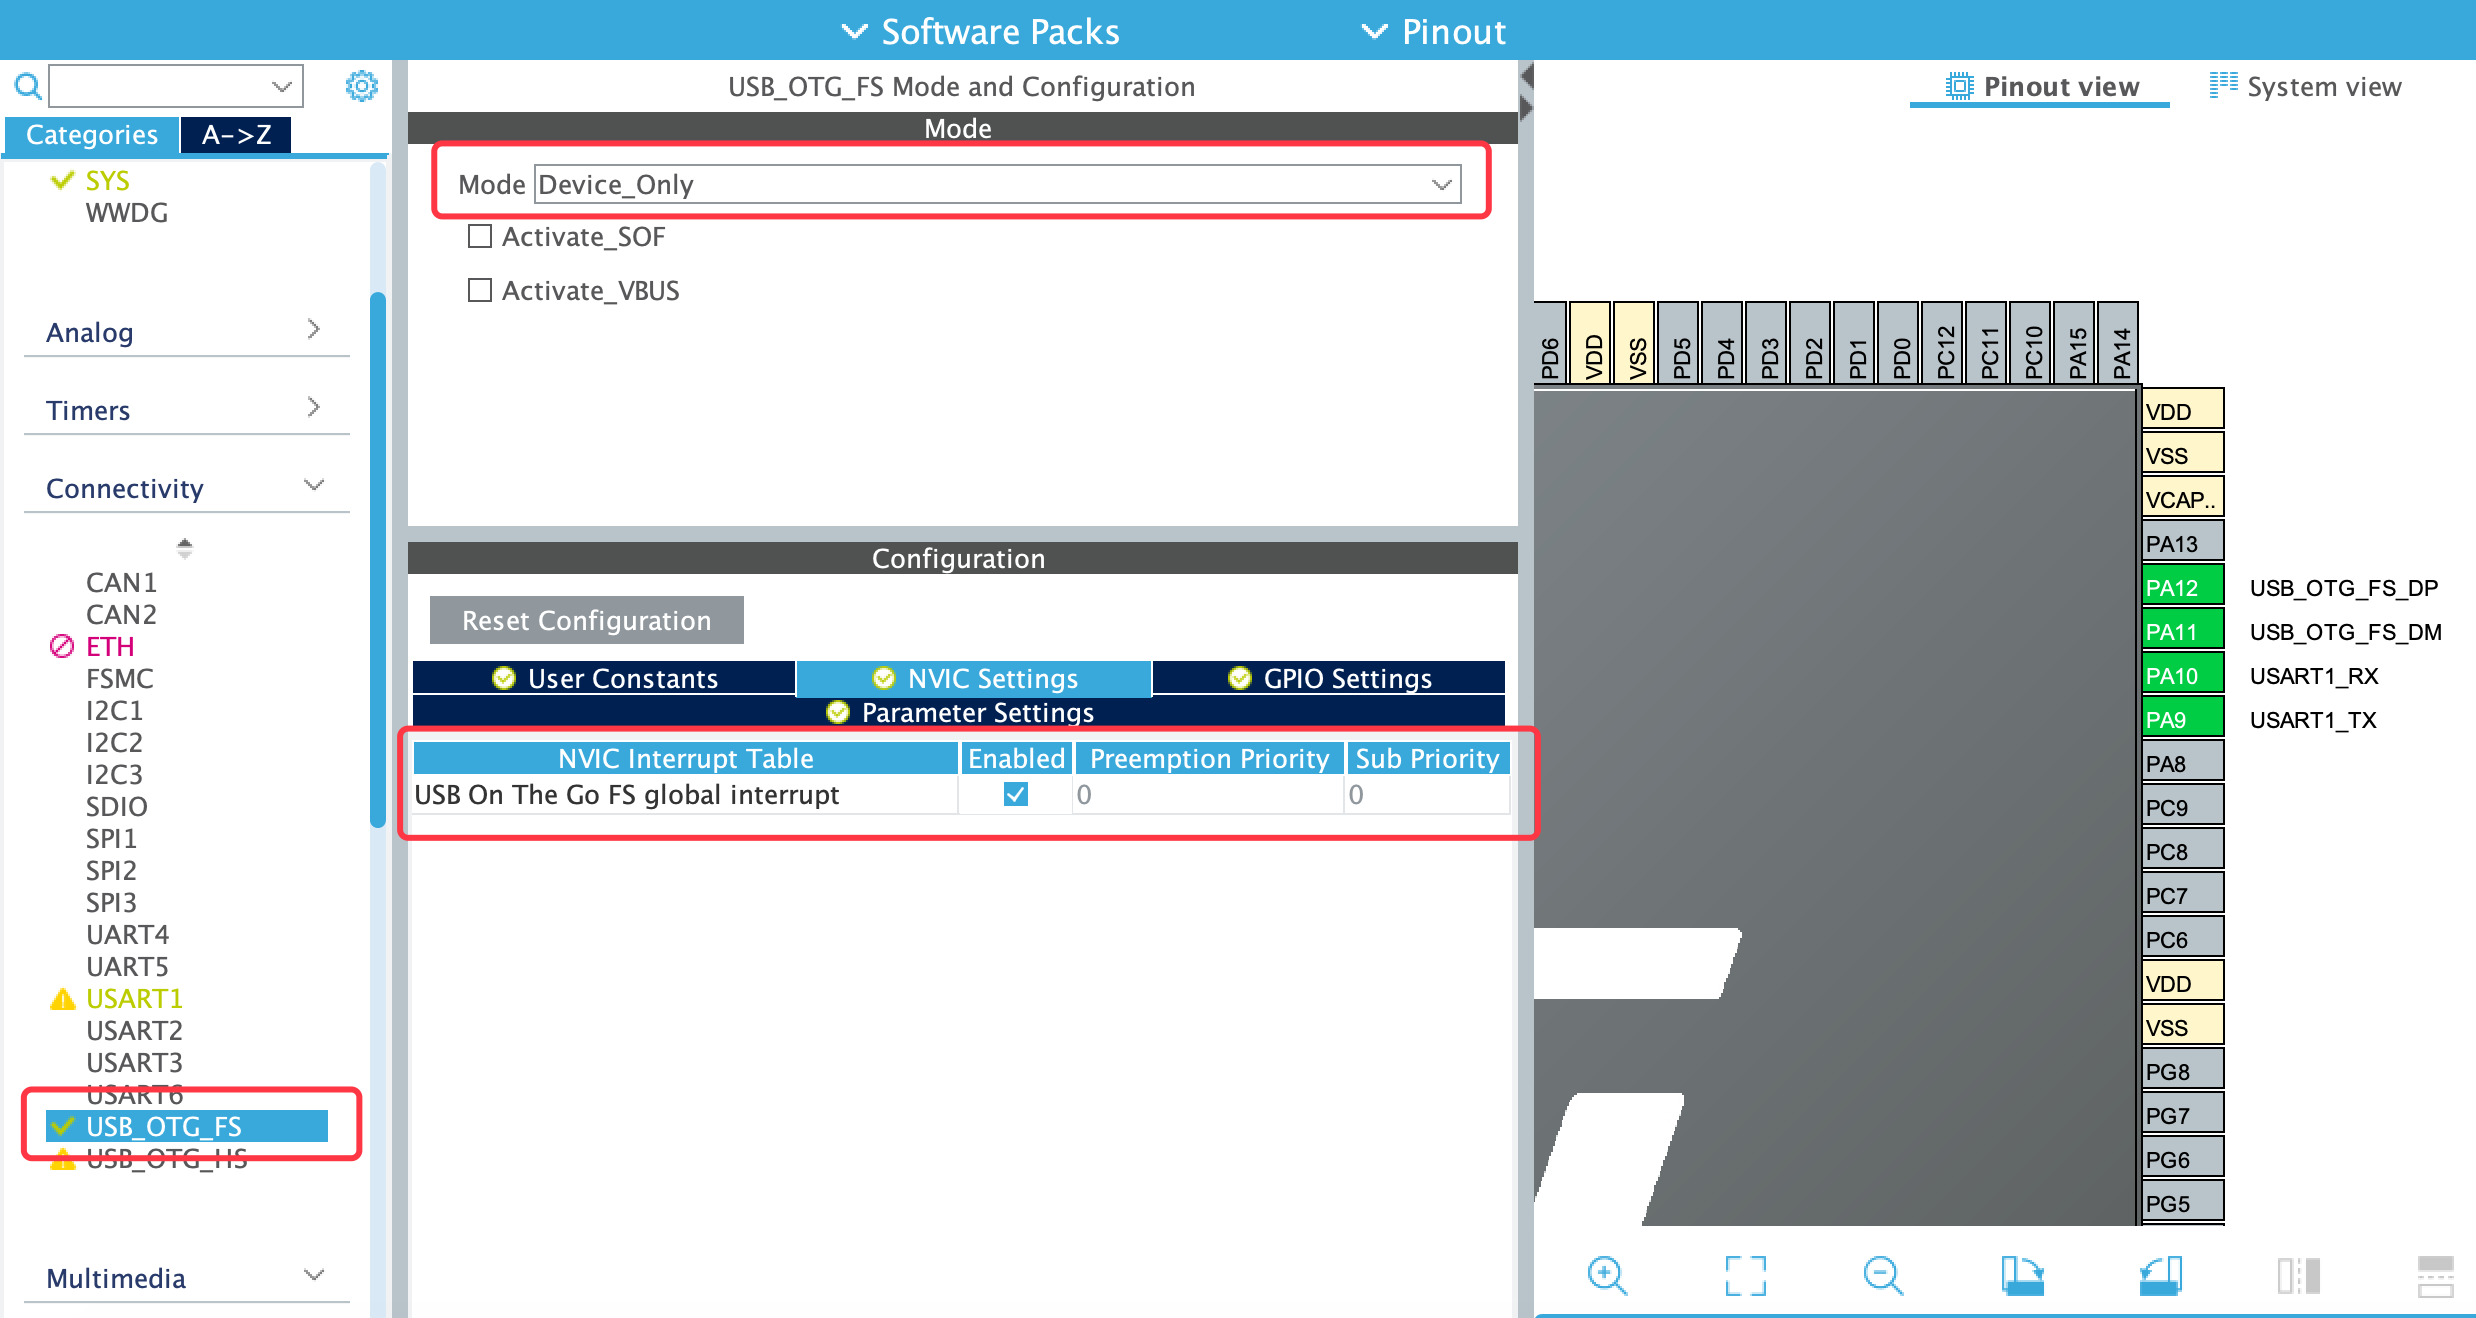 Software Packs
Pinout
USB_OTG_FS Mode and Configuration
Pinout view
System view
Categories
A->Z
Mode
SYS
WWDG
Mode Device_Only
Activate_SOF
Activate_VBUS
Analog
Timers
Connectivity
CAN1
CAN2
ETH
FSMC
I2C1
I2C2
I2C3
SDIO
SPI1
SPI2
SPI3
UART4
UART5
USART1
USART2
USART3
USART6
USB_OTG_FS
USB_OTG_HS
Multimedia
Configuration
Reset Configuration
User Constants
NVIC Settings
GPIO Settings
Parameter Settings
NVIC Interrupt Table Enabled Preemption Priority Sub Priority
USB On The Go FS global interrupt 0 0
PD6
VDD
VSS
PD5
PD4
PD3
PD2
PD1
PD0
PC12
PC11
PC10
PA15
PA14
VDD
VSS
VCAP..
PA13
PA12 USB_OTG_FS_DP
PA11 USB_OTG_FS_DM
PA10 USART1_RX
PA9 USART1_TX
PA8
PC9
PC8
PC7
PC6
VDD
VSS
PG8
PG7
PG6
PG5